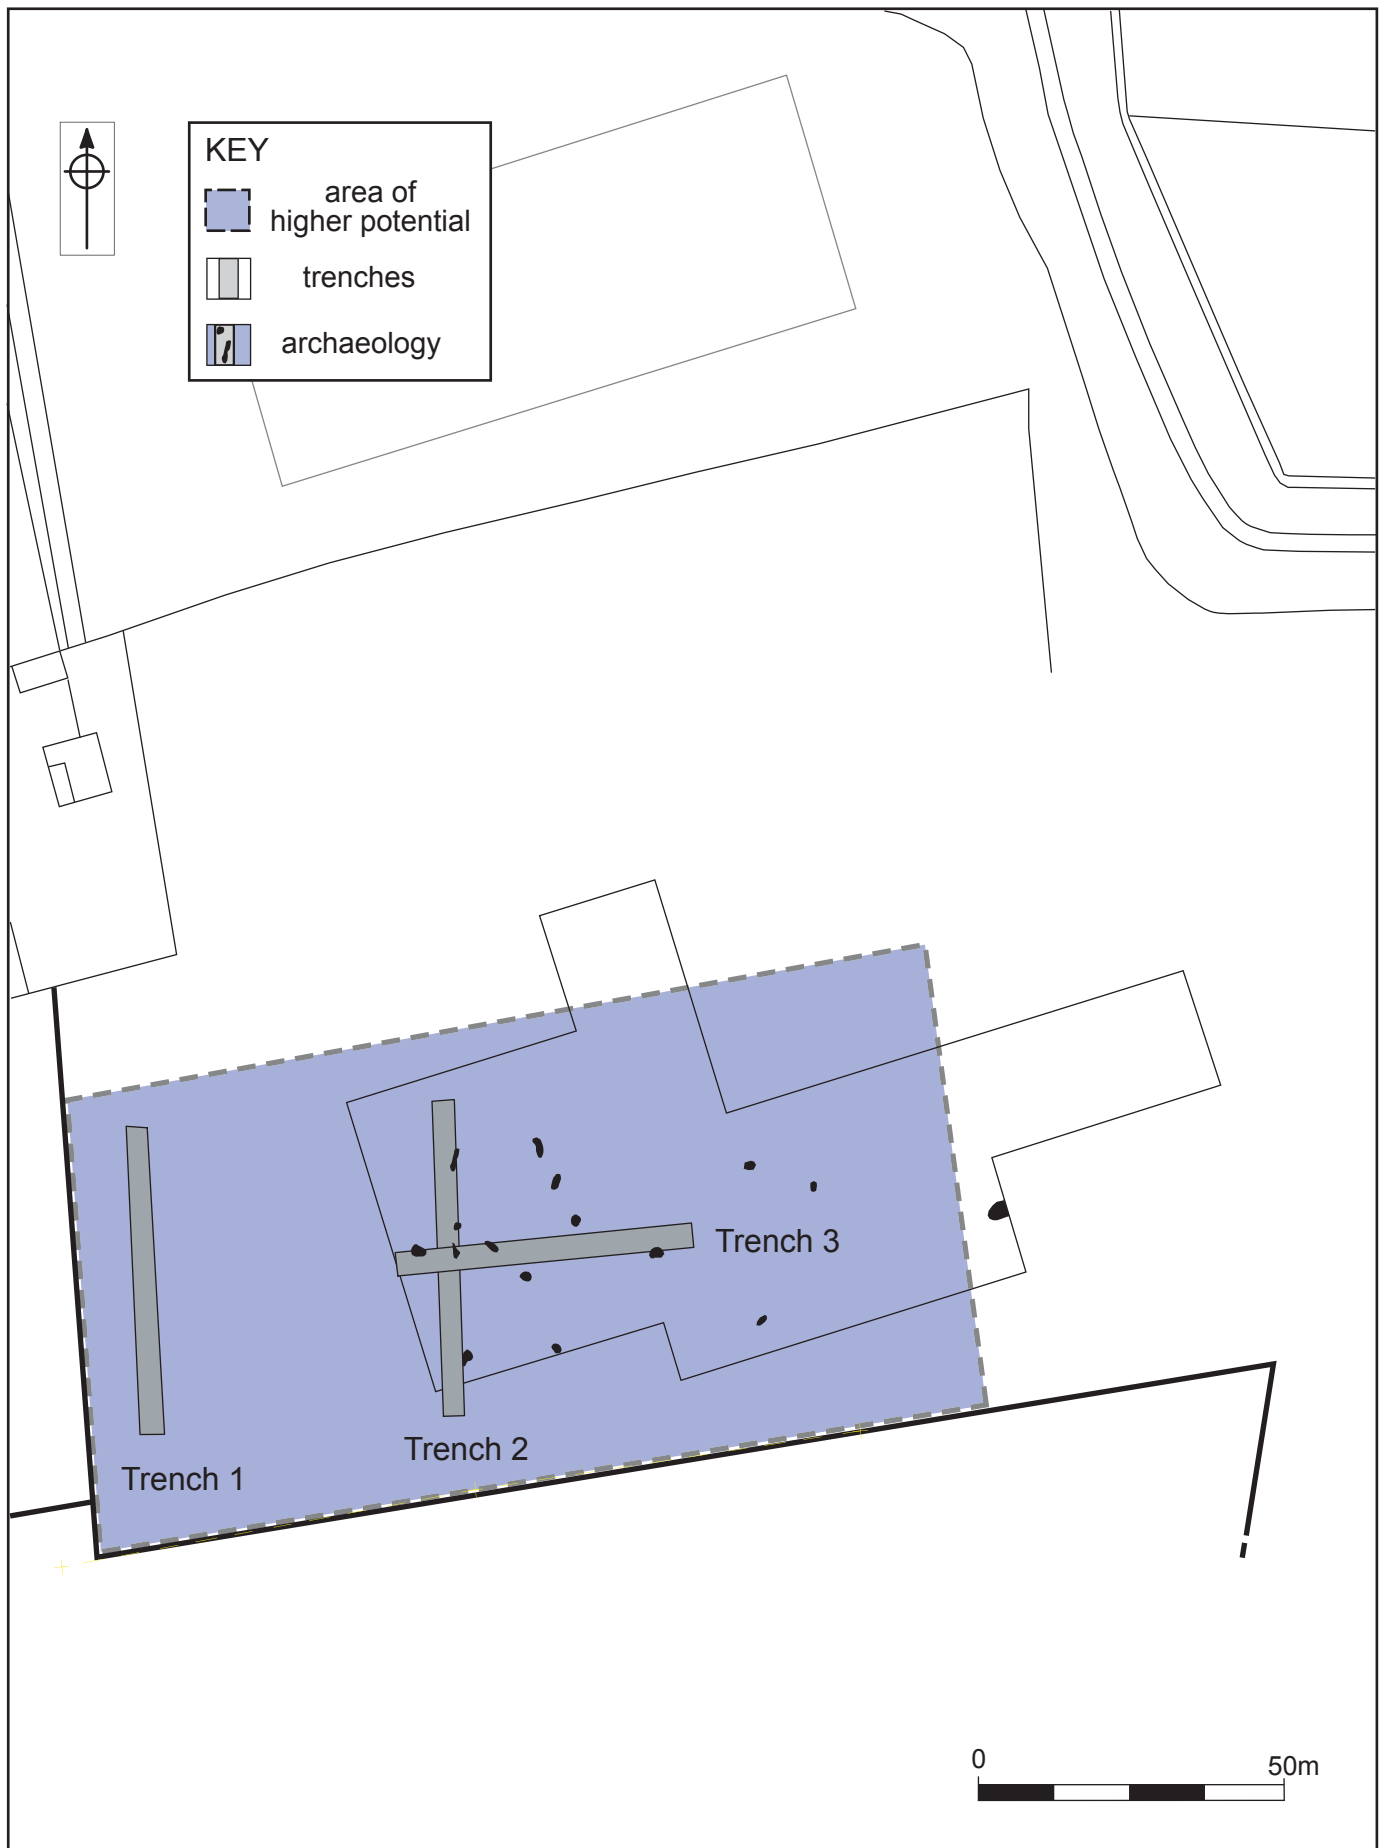 KEY
area of
higher potential
trenches
archaeology
Trench 3
Trench 2
Trench 1
0
50m